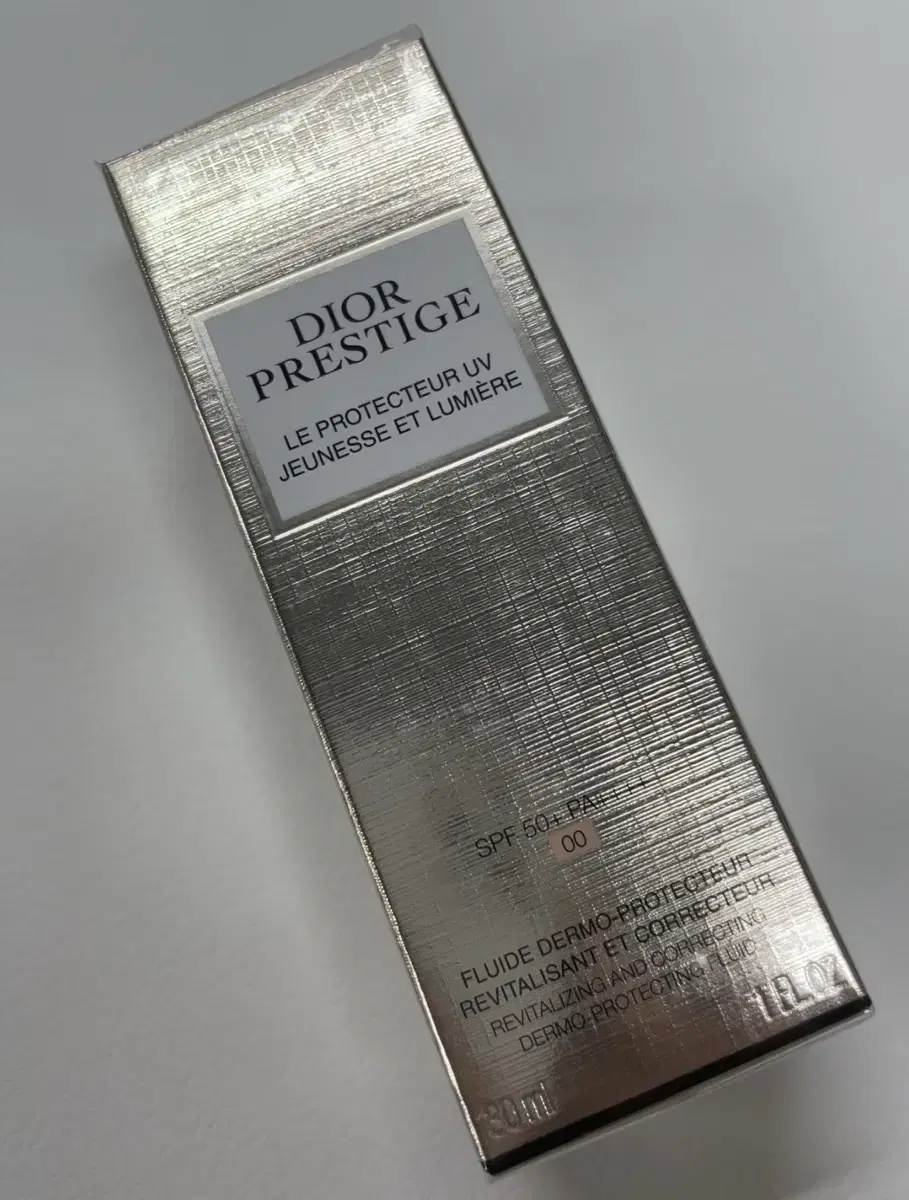 DIOR
PRESTIGE
LE PROTECTEUR UV
JEUNESSE ET LUMIÈRE
SPF 50+ PA++++
00
FLUIDE DERMO-PROTECTEUR
REVITALISANT ET CORRECTEUR
REVITALIZING AND CORRECTING
DERMO-PROTECTING FLUID
30 ml
1 FL.OZ